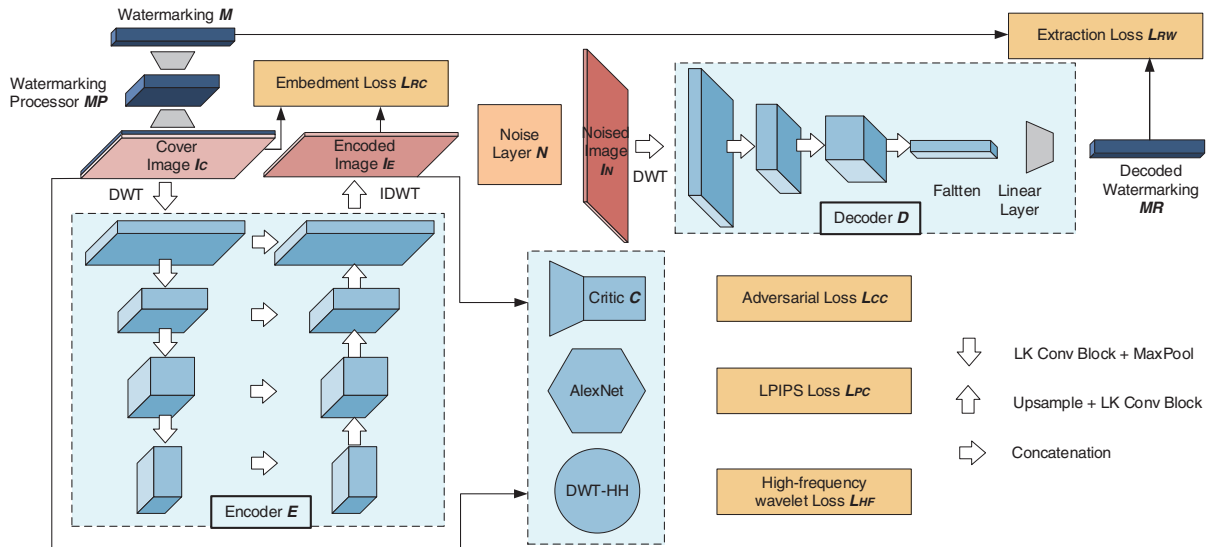 Watermarking M
Watermarking
Processor MP
Embedment Loss LRC
Extraction Loss LRW
Cover
Image IC
Encoded
Image IE
Noise
Layer N
Noised
Image
IN
DWT
Faltten
Linear
Layer
Decoder D
Decoded
Watermarking
MR
DWT
IDWT
Encoder E
Critic C
AlexNet
DWT-HH
Adversarial Loss LCC
LPIPS Loss LPC
High-frequency
wavelet Loss LHF
LK Conv Block + MaxPool
Upsample + LK Conv Block
Concatenation